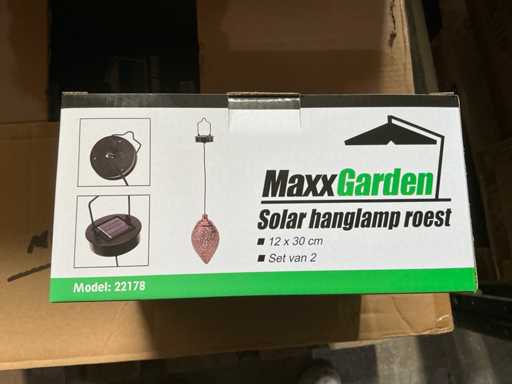 MaxxGarden
Solar hanglamp roest
■ 12 x 30 cm
■ Set van 2
Model: 22178